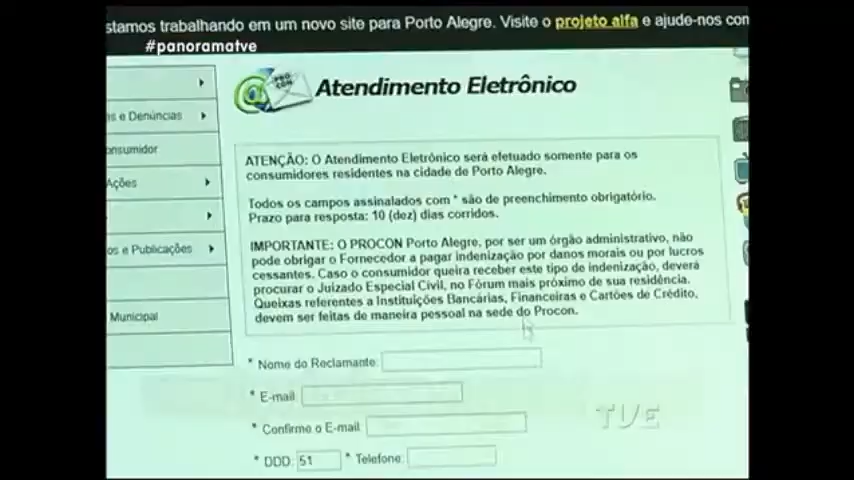 stamos trabalhando em um novo site para Porto Alegre. Visite o projeto alfa e ajude-nos con
#panoramatve
PRO CON
Atendimento Eletrônico
s e Denúncias
onsumidor
Ações
os e Publicações
Municipal
ATENÇÃO: O Atendimento Eletrônico será efetuado somente para os
consumidores residentes na cidade de Porto Alegre.
Todos os campos assinalados com * são de preenchimento obrigatório.
Prazo para resposta: 10 (dez) dias corridos.
IMPORTANTE: O PROCON Porto Alegre, por ser um órgão administrativo, não
pode obrigar o Fornecedor a pagar indenização por danos morais ou por lucros
cessantes. Caso o consumidor queira receber este tipo de indenização, deverá
procurar o Juizado Especial Civil, no Fórum mais próximo de sua residência.
Queixas referentes a Instituições Bancárias, Financeiras e Cartões de Crédito,
devem ser feitas de maneira pessoal na sede do Procon.
* Nome do Reclamante:
* E-mail:
* Confirme o E-mail:
* DDD: 51 * Telefone:
TVE